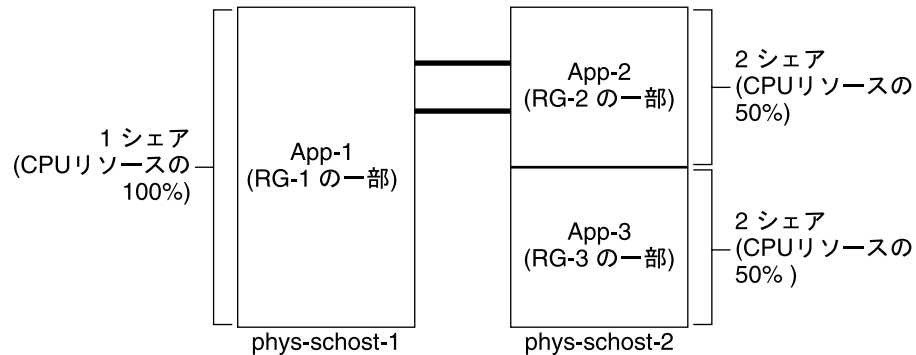 1 シェア
(CPUリソースの
100%)
App-1
(RG-1 の一部)
phys-schost-1
App-2
(RG-2 の一部)
App-3
(RG-3 の一部)
phys-schost-2
2 シェア
(CPUリソースの
50%)
2 シェア
(CPUリソースの
50% )